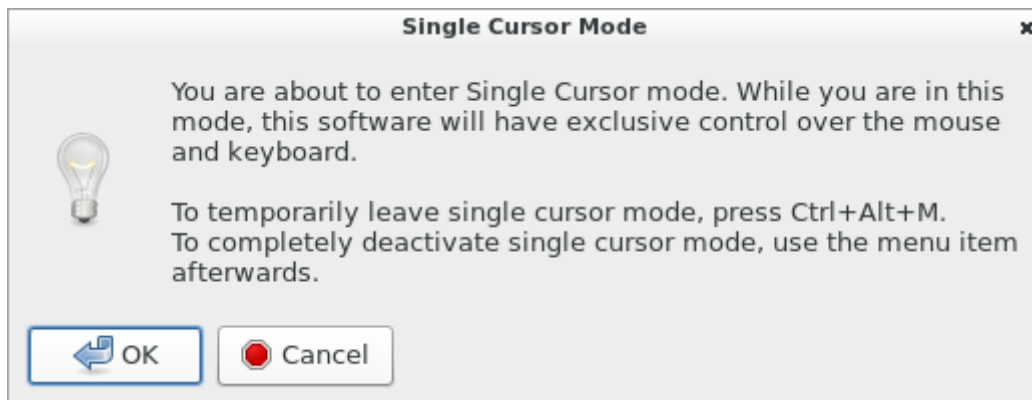 Single Cursor Mode
You are about to enter Single Cursor mode. While you are in this
mode, this software will have exclusive control over the mouse
and keyboard.
To temporarily leave single cursor mode, press Ctrl+Alt+M.
To completely deactivate single cursor mode, use the menu item
afterwards.
OK
Cancel